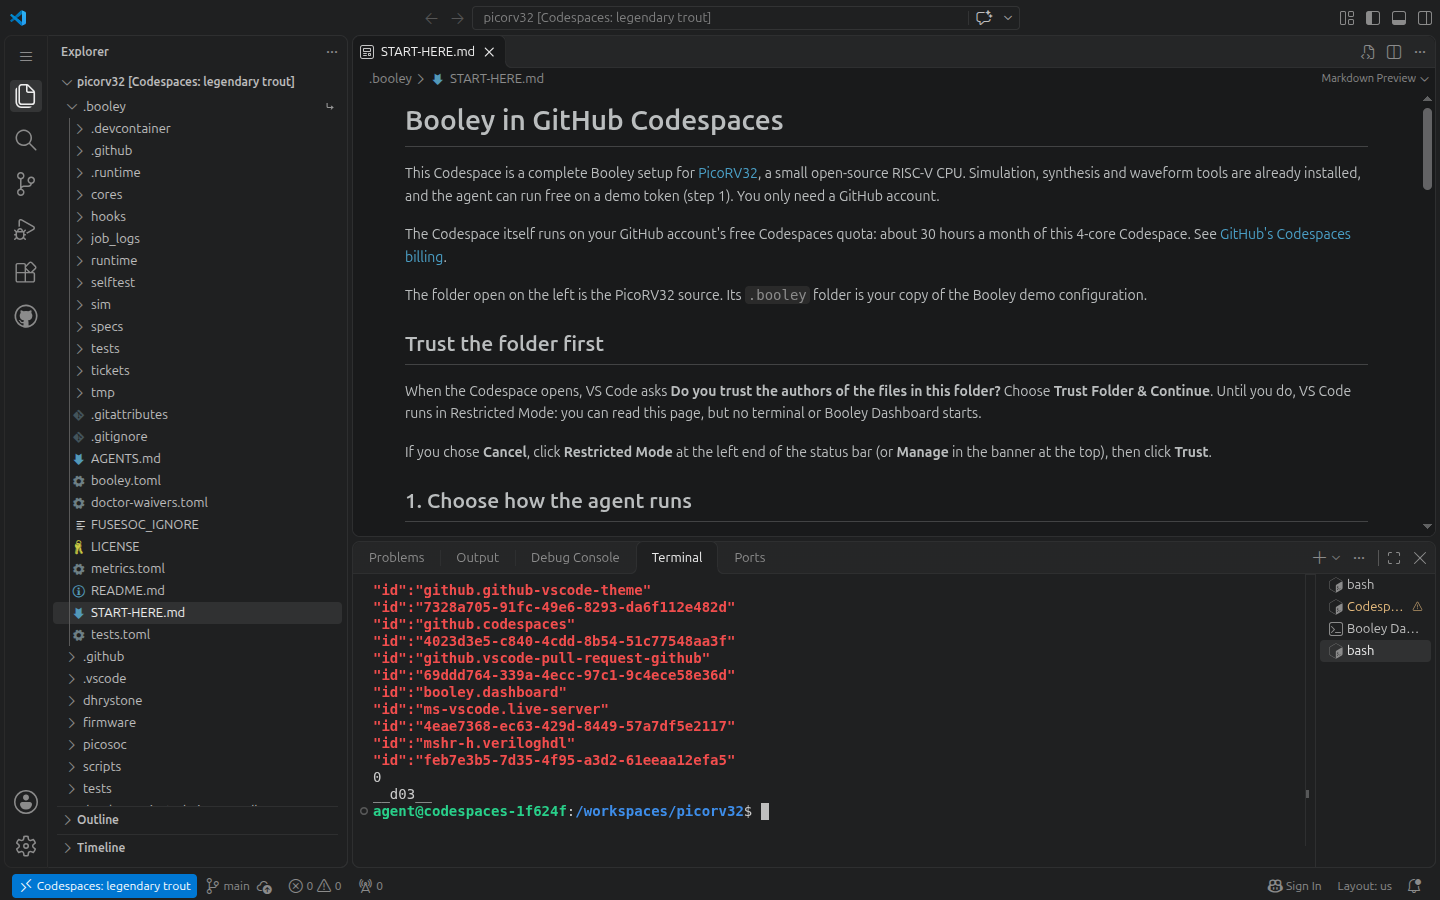 picorv32 [Codespaces: legendary trout]
Explorer
picorv32 [Codespaces: legendary trout]
.booley
.devcontainer
.github
.runtime
cores
hooks
job_logs
runtime
selftest
sim
specs
tests
tickets
tmp
.gitattributes
.gitignore
AGENTS.md
booley.toml
doctor-waivers.toml
FUSESOC_IGNORE
LICENSE
metrics.toml
README.md
START-HERE.md
tests.toml
.github
.vscode
dhrystone
firmware
picosoc
scripts
tests
Outline
Timeline
START-HERE.md
.booley
START-HERE.md
Markdown Preview
Booley in GitHub Codespaces
This Codespace is a complete Booley setup for PicoRV32, a small open-source RISC-V CPU. Simulation, synthesis and waveform tools are already installed,
and the agent can run free on a demo token (step 1). You only need a GitHub account.
The Codespace itself runs on your GitHub account's free Codespaces quota: about 30 hours a month of this 4-core Codespace. See GitHub's Codespaces
billing.
The folder open on the left is the PicoRV32 source. Its .booley folder is your copy of the Booley demo configuration.
Trust the folder first
When the Codespace opens, VS Code asks Do you trust the authors of the files in this folder? Choose Trust Folder & Continue. Until you do, VS Code
runs in Restricted Mode: you can read this page, but no terminal or Booley Dashboard starts.
If you chose Cancel, click Restricted Mode at the left end of the status bar (or Manage in the banner at the top), then click Trust.
1. Choose how the agent runs
Problems
Output
Debug Console
Terminal
Ports
"id":"github.github-vscode-theme"
"id":"7328a705-91fc-49e6-8293-da6f112e482d"
"id":"github.codespaces"
"id":"4023d3e5-c840-4cdd-8b54-51c77548aa3f"
"id":"github.vscode-pull-request-github"
"id":"69ddd764-339a-4ecc-97c1-9c4ece58e36d"
"id":"booley.dashboard"
"id":"ms-vscode.live-server"
"id":"4eae7368-ec63-429d-8449-57a7df5e2117"
"id":"mshr-h.veriloghdl"
"id":"feb7e3b5-7d35-4f95-a3d2-61eeaa12efa5"
0
__d03__
agent@codespaces-1f624f:/workspaces/picorv32$
bash
Codesp...
Booley Da...
bash
Codespaces: legendary trout
main
0
0
0
Sign In
Layout: us